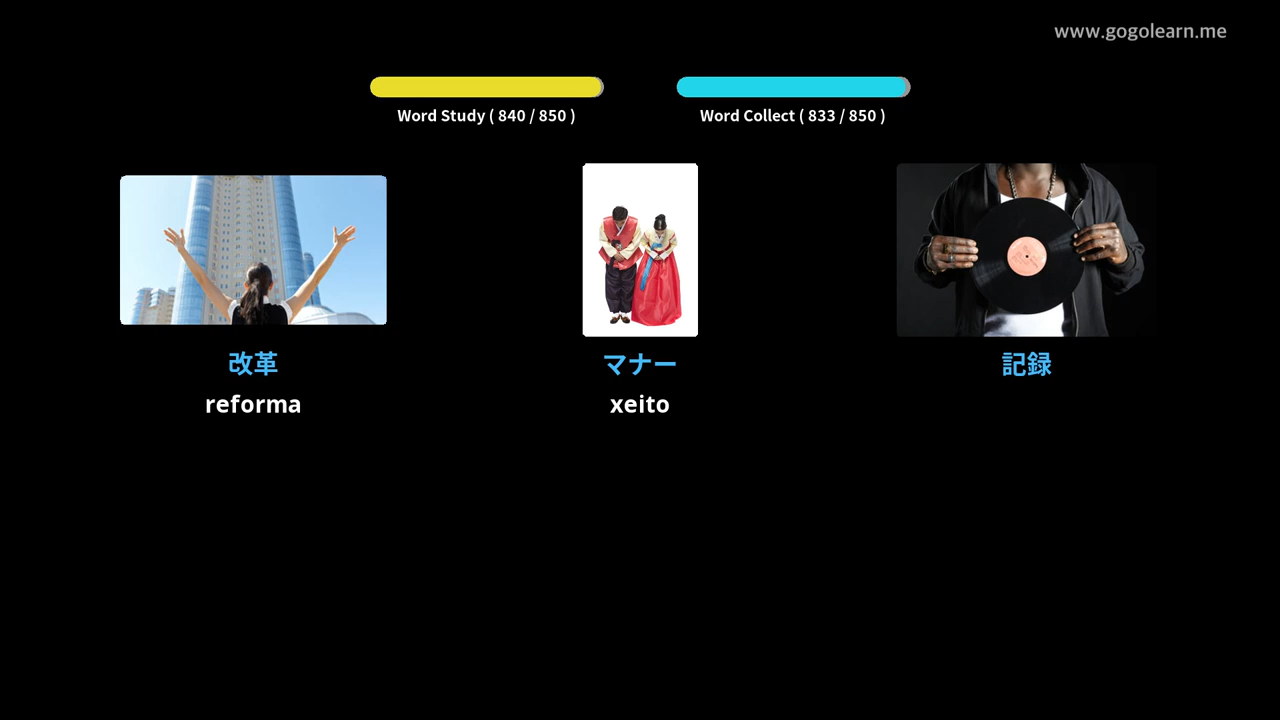 www.gogolearn.me
Word Study ( 840 / 850 )
Word Collect ( 833 / 850 )
改革
マナー
記録
reforma
xeito